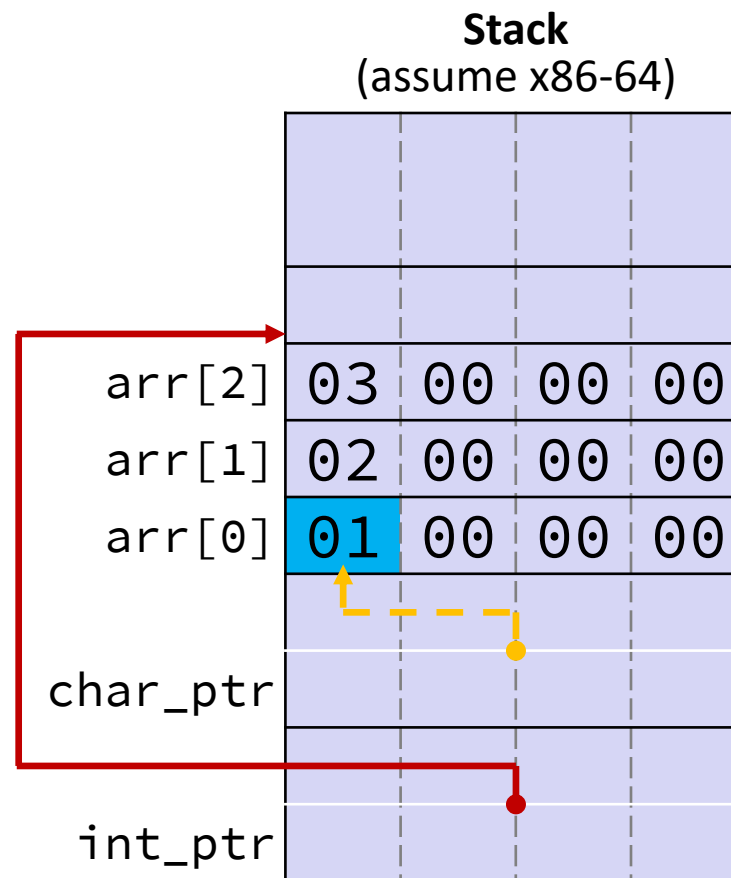 Stack
(assume x86-64)
arr[2] 03 00 00 00
arr[1] 02 00 00 00
arr[0] 01 00 00 00
char_ptr
int_ptr